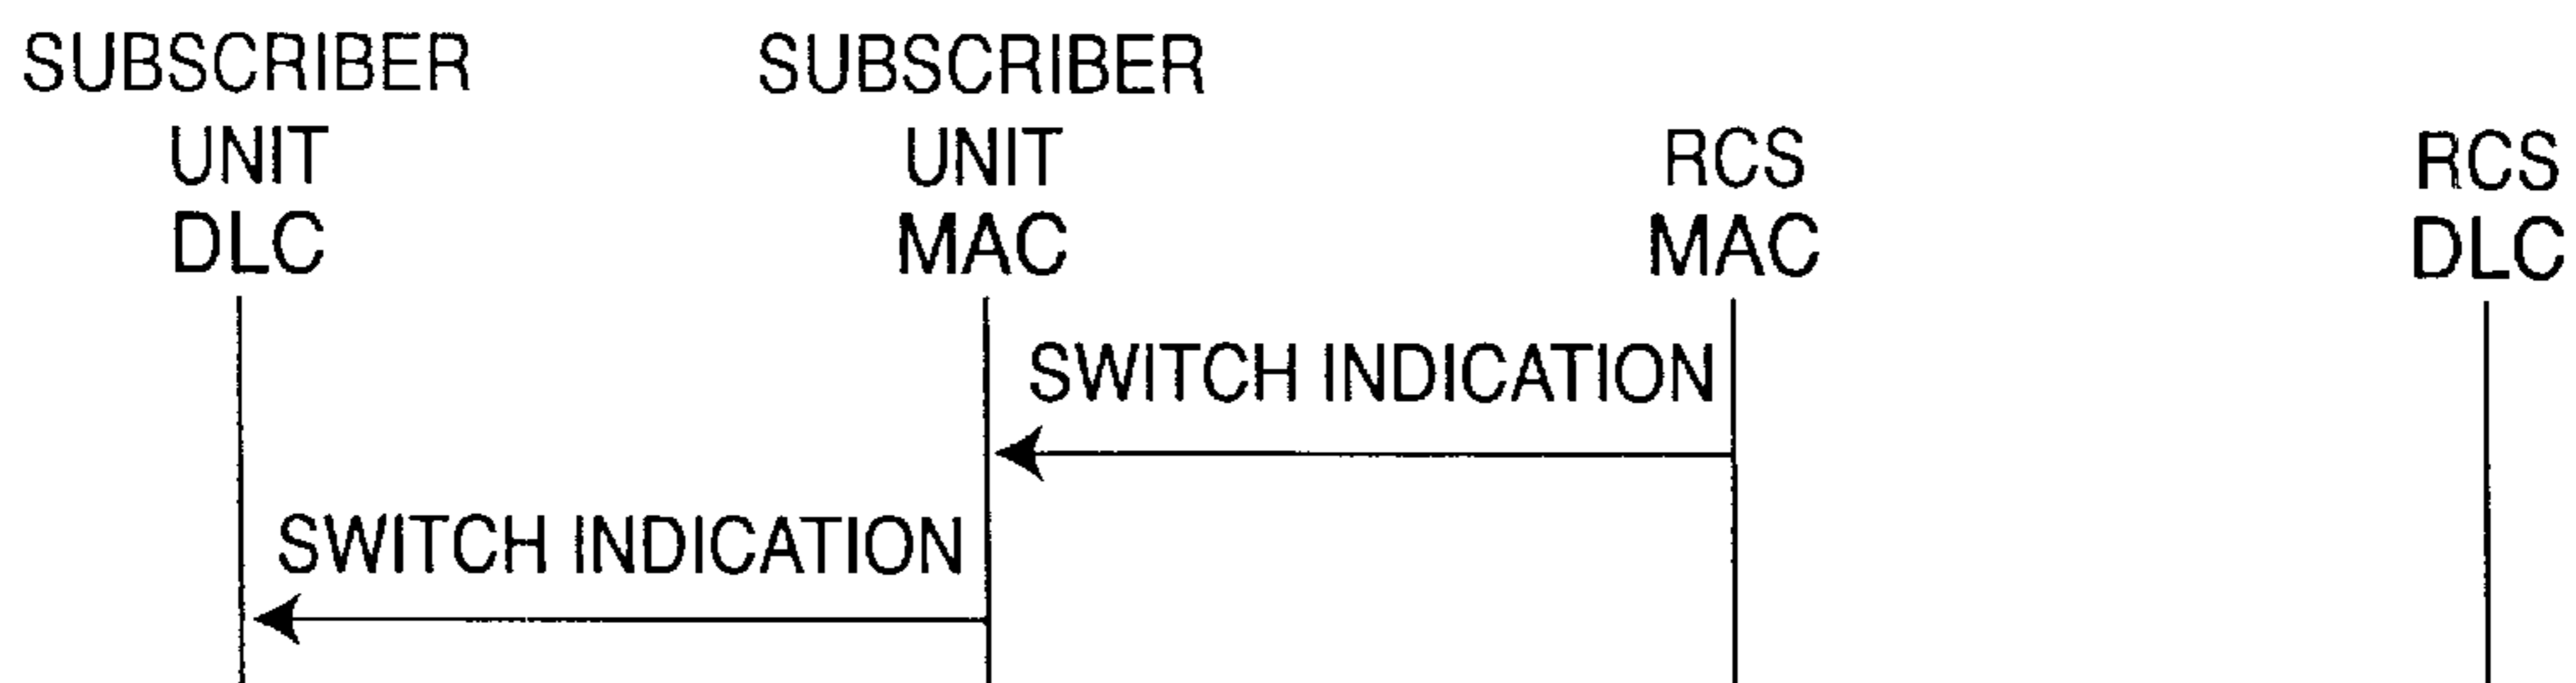 SUBSCRIBER
UNIT
DLC
SUBSCRIBER
UNIT
MAC
RCS
MAC
RCS
DLC
SWITCH INDICATION
SWITCH INDICATION